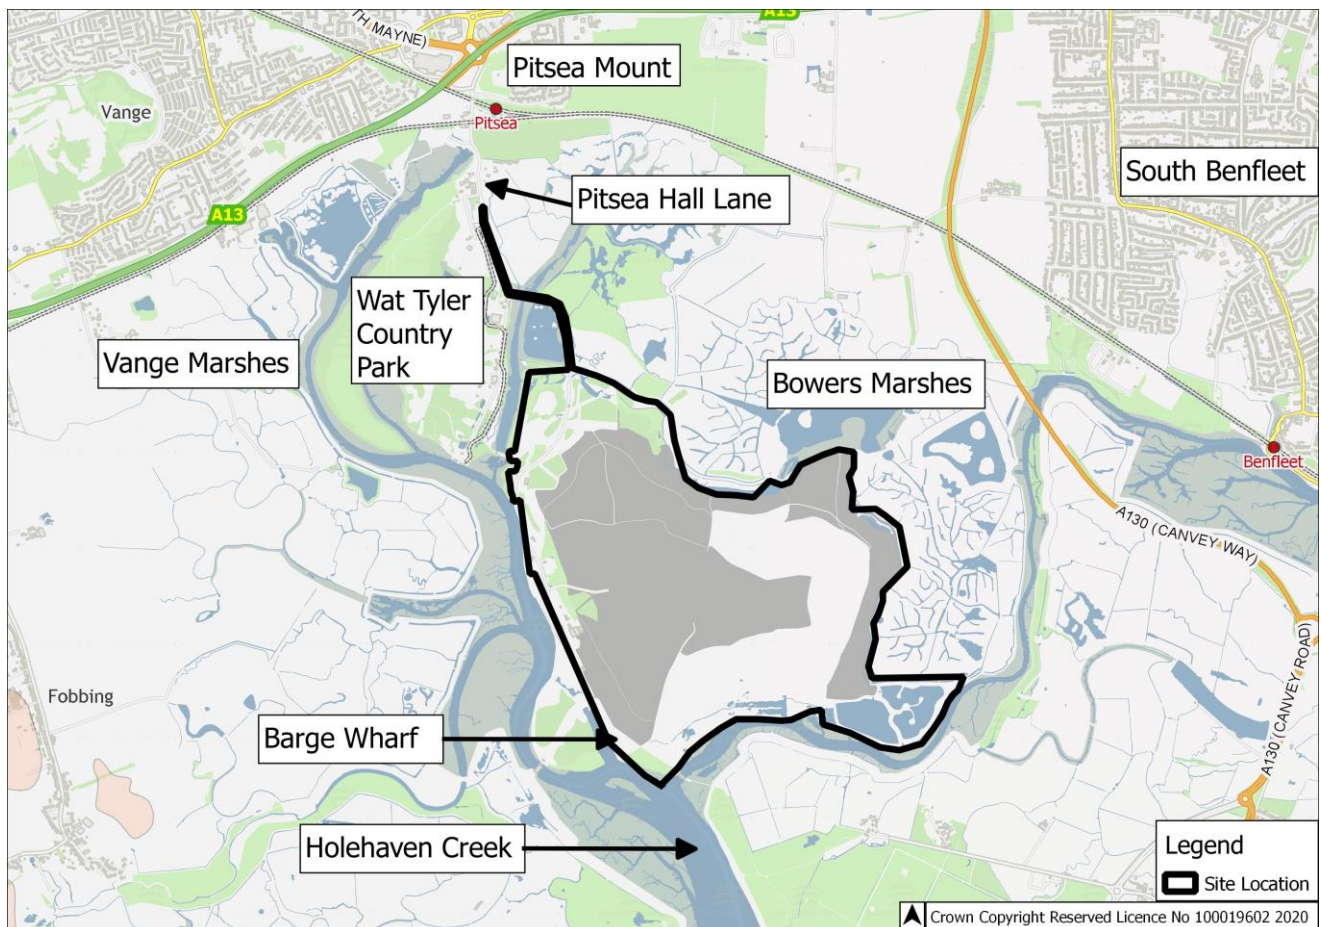 A13
TH MAYNE)
Pitsea Mount
Vange
Pitsea
South Benfleet
Pitsea Hall Lane
A13
Wat Tyler
Country
Park
Vange Marshes
Bowers Marshes
Benfleet
A130 (CANVEY WAY)
Fobbing
Barge Wharf
A130 (CANVEY ROAD)
Holehaven Creek
Legend
Site Location
Crown Copyright Reserved Licence No 100019602 2020